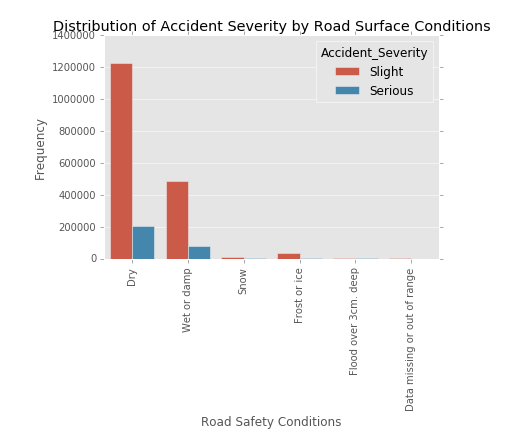 Distribution of Accident Severity by Road Surface Conditions
1400000
1200000
1000000
800000
600000
400000
200000
0
Frequency
Accident_Severity
Slight
Serious
Dry
Wet or damp
Snow
Frost or ice
Flood over 3cm. deep
Data missing or out of range
Road Safety Conditions